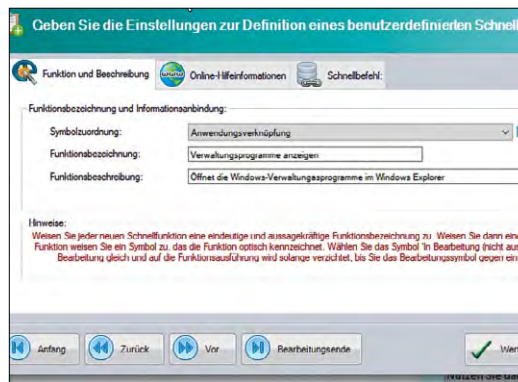 Geben Sie die Einstellungen zur Definition eines benutzerdefinierten Schnell
Funktion und Beschreibung
Online-Hilfeinformationen
Schnellbefehl:
Funktionsbezeichnung und Informationsanbindung:
Symbolzuordnung:
Anwendungsverknüpfung
Funktionsbezeichnung:
Verwaltungsprogramme anzeigen
Funktionsbeschreibung:
Öffnet die Windows-Verwaltungsprogramme im Windows Explorer
Hinweise:
Weisen Sie jeder neuen Schnellfunktion eine eindeutige und aussagekräftige Funktionsbezeichnung zu. Weisen Sie dann ein
Funktion weisen Sie ein Symbol zu, das die Funktion optisch kennzeichnet. Wählen Sie das Symbol 'In Bearbeitung (nicht aus
Bearbeitung gleich und auf die Funktionsausführung wird solange verzichtet, bis Sie das Bearbeitungssymbol gegen ein
Anfang
Zurück
Vor
Bearbeitungsende
Wer
Nutzen Sie da